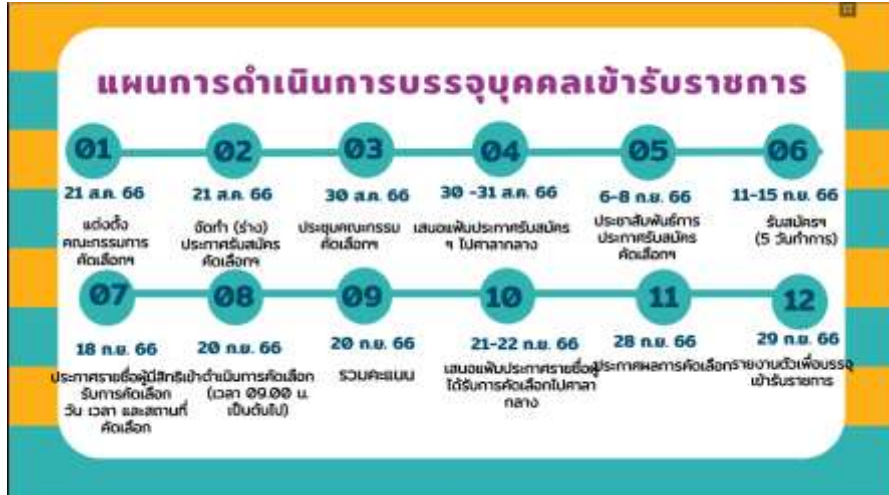 แผนการดำเนินการบรรจุบุคคลเข้ารับราชการ
01
21 ส.ค. 66
แต่งตั้ง
คณะกรรมการ
คัดเลือกฯ
02
21 ส.ค. 66
จัดทำ (ร่าง)
ประกาศรับสมัคร
คัดเลือกฯ
03
30 ส.ค. 66
ประชุมคณะกรรม
คัดเลือกฯ
04
30 -31 ส.ค. 66
เสนอแฟ้มประกาศรับสมัคร
ฯ ไปศาลากลาง
05
6-8 ก.ย. 66
ประชาสัมพันธ์การ
ประกาศรับสมัคร
คัดเลือกฯ
06
11-15 ก.ย. 66
รับสมัครฯ
(5 วันทำการ)
07
18 ก.ย. 66
ประกาศรายชื่อผู้มีสิทธิเข้า
รับการคัดเลือก
วัน เวลา และสถานที่
คัดเลือก
08
20 ก.ย. 66
ดำเนินการคัดเลือก
(เวลา 09.00 น.
เป็นต้นไป)
09
20 ก.ย. 66
รวมคะแนน
10
21-22 ก.ย. 66
เสนอแฟ้มประกาศรายชื่อผู้
ได้รับการคัดเลือกไปศาลา
กลาง
11
28 ก.ย. 66
ประกาศผลการคัดเลือก
12
29 ก.ย. 66
รายงานตัวเพื่อบรรจุ
เข้ารับราชการ